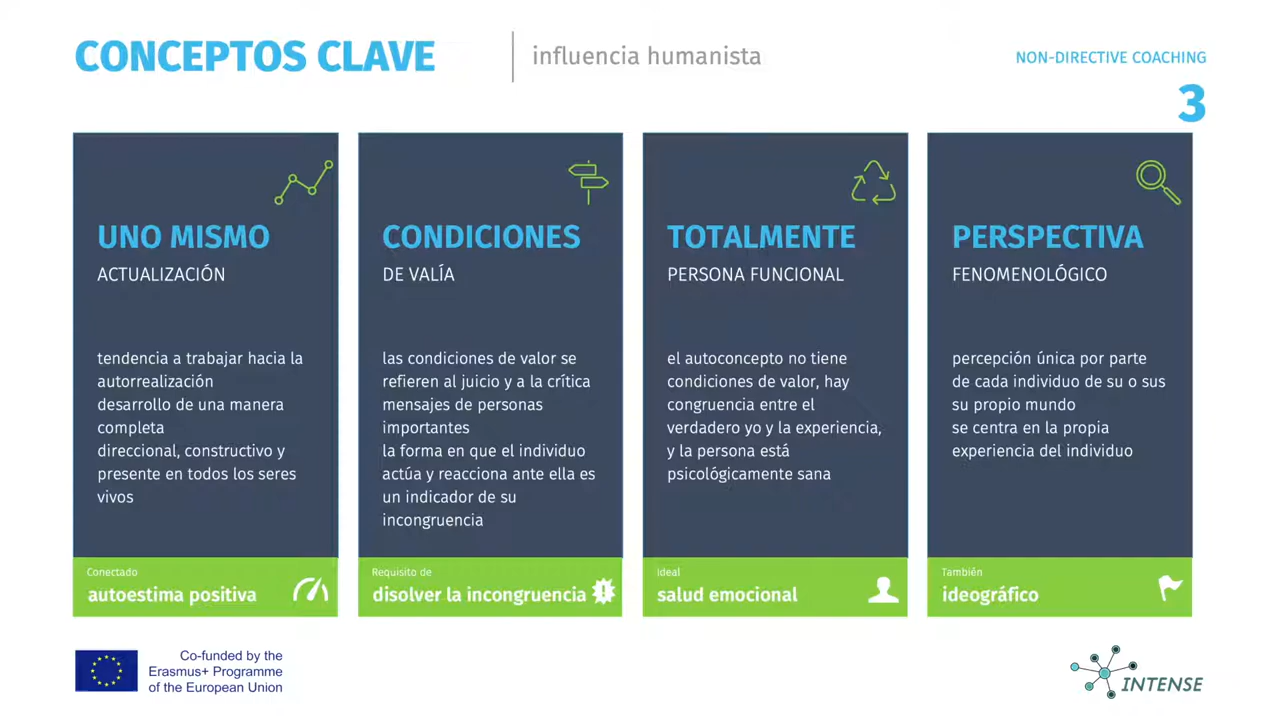 CONCEPTOS CLAVE
influencia humanista
NON-DIRECTIVE COACHING
3
UNO MISMO
ACTUALIZACIÓN
tendencia a trabajar hacia la
autorrealización
desarrollo de una manera
completa
direccional, constructivo y
presente en todos los seres
vivos
Conectado
autoestima positiva
CONDICIONES
DE VALÍA
las condiciones de valor se
refieren al juicio y a la crítica
mensajes de personas
importantes
la forma en que el individuo
actúa y reacciona ante ella es
un indicador de su
incongruencia
Requisito de
disolver la incongruencia
TOTALMENTE
PERSONA FUNCIONAL
el autoconcepto no tiene
condiciones de valor, hay
congruencia entre el
verdadero yo y la experiencia,
y la persona está
psicológicamente sana
Ideal
salud emocional
PERSPECTIVA
FENOMENOLÓGICO
percepción única por parte
de cada individuo de su o sus
su propio mundo
se centra en la propia
experiencia del individuo
También
ideográfico
Co-funded by the
Erasmus+ Programme
of the European Union
INTENSE